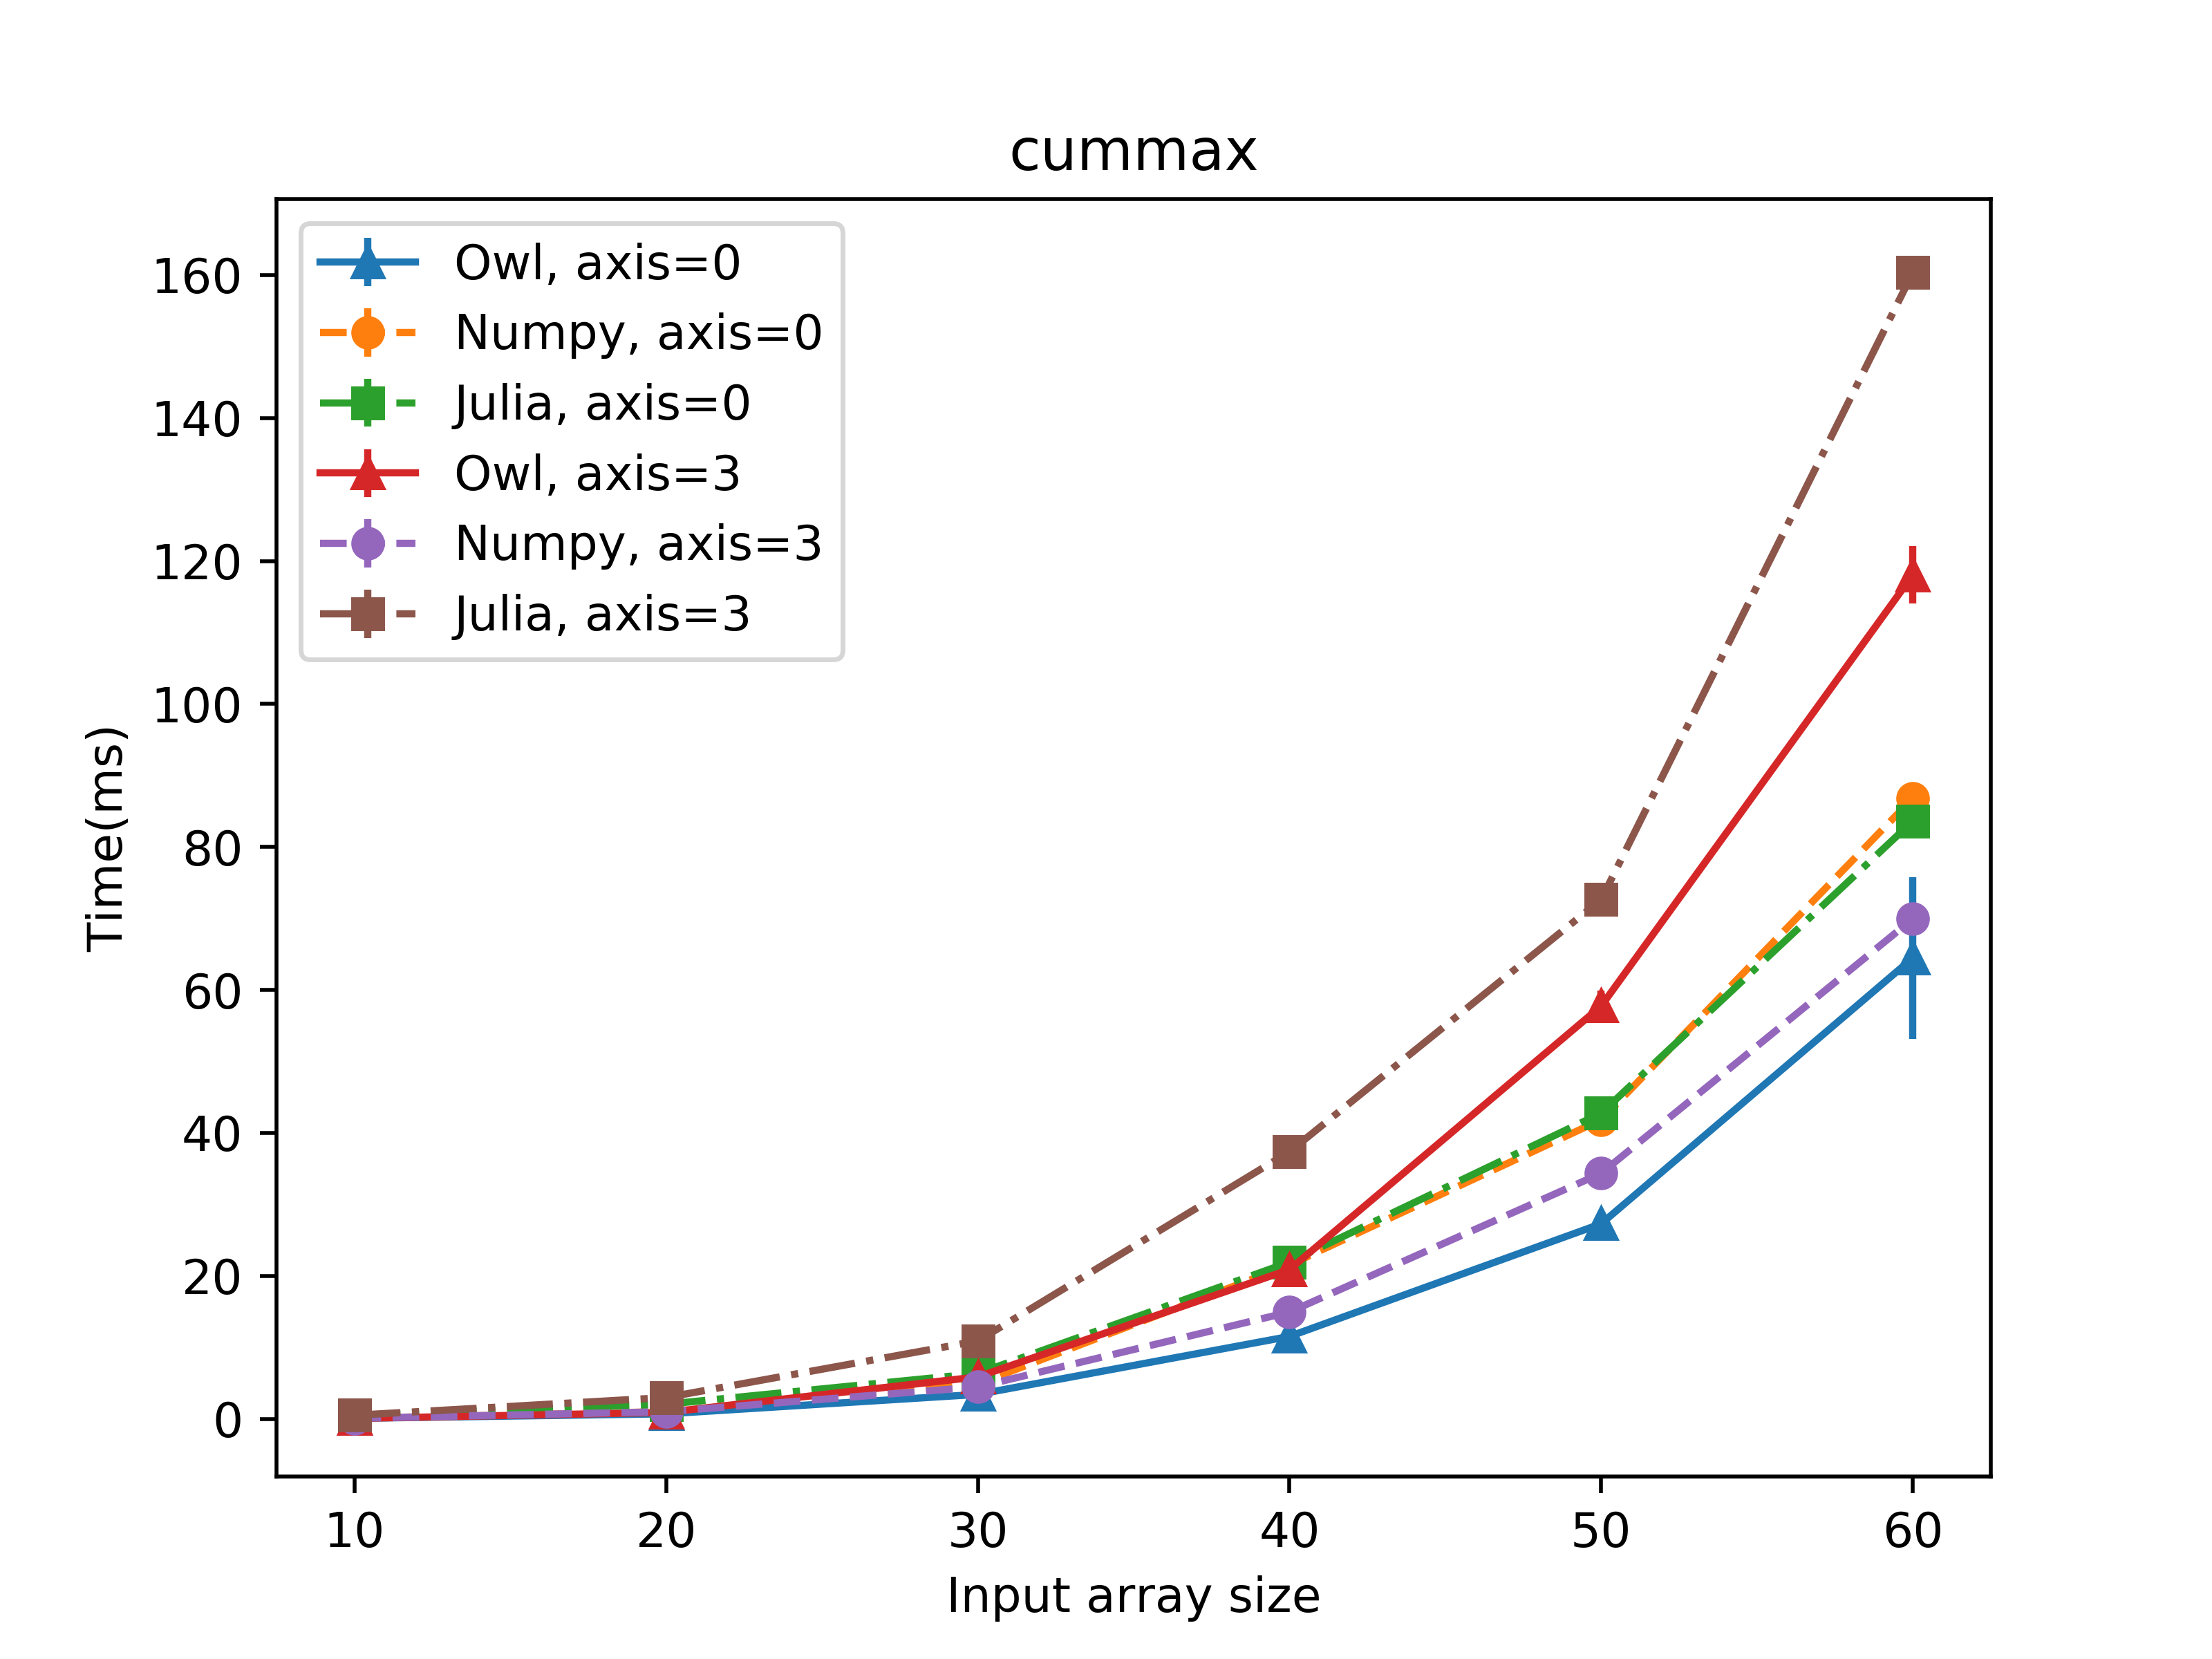 cummax
Owl, axis=0
Numpy, axis=0
Julia, axis=0
Owl, axis=3
Numpy, axis=3
Julia, axis=3
160
140
120
100
80
60
40
20
0
Time(ms)
10 20 30 40 50 60
Input array size